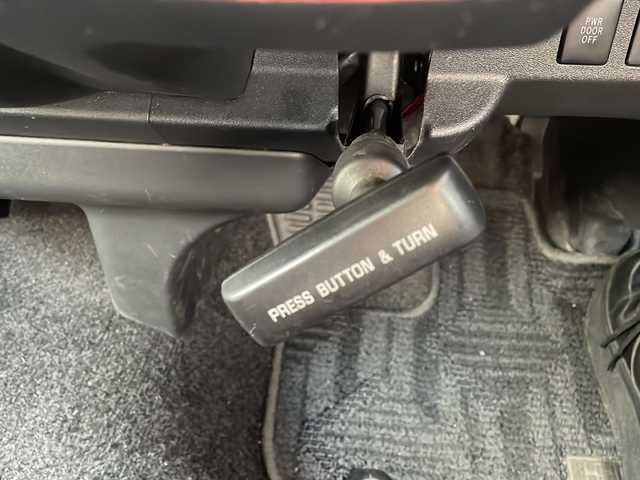 PWR
DOOR
OFF
PRESS BUTTON & TURN